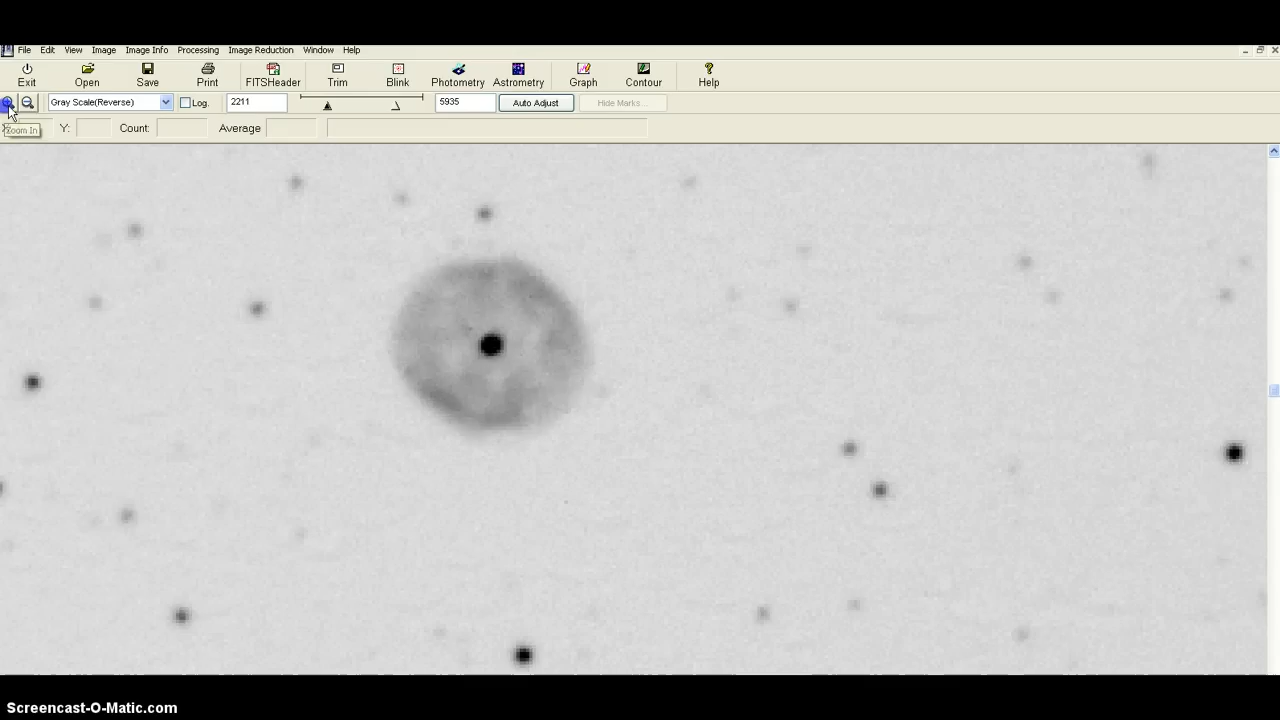 File Edit View Image Image Info Processing Image Reduction Window Help
Exit Open Save Print FITSHeader Trim Blink Photometry Astrometry Graph Contour Help
Gray Scale(Reverse) Log. 2211 5935 Auto Adjust Hide Marks...
Zoom In Y: Count: Average
Screencast-O-Matic.com